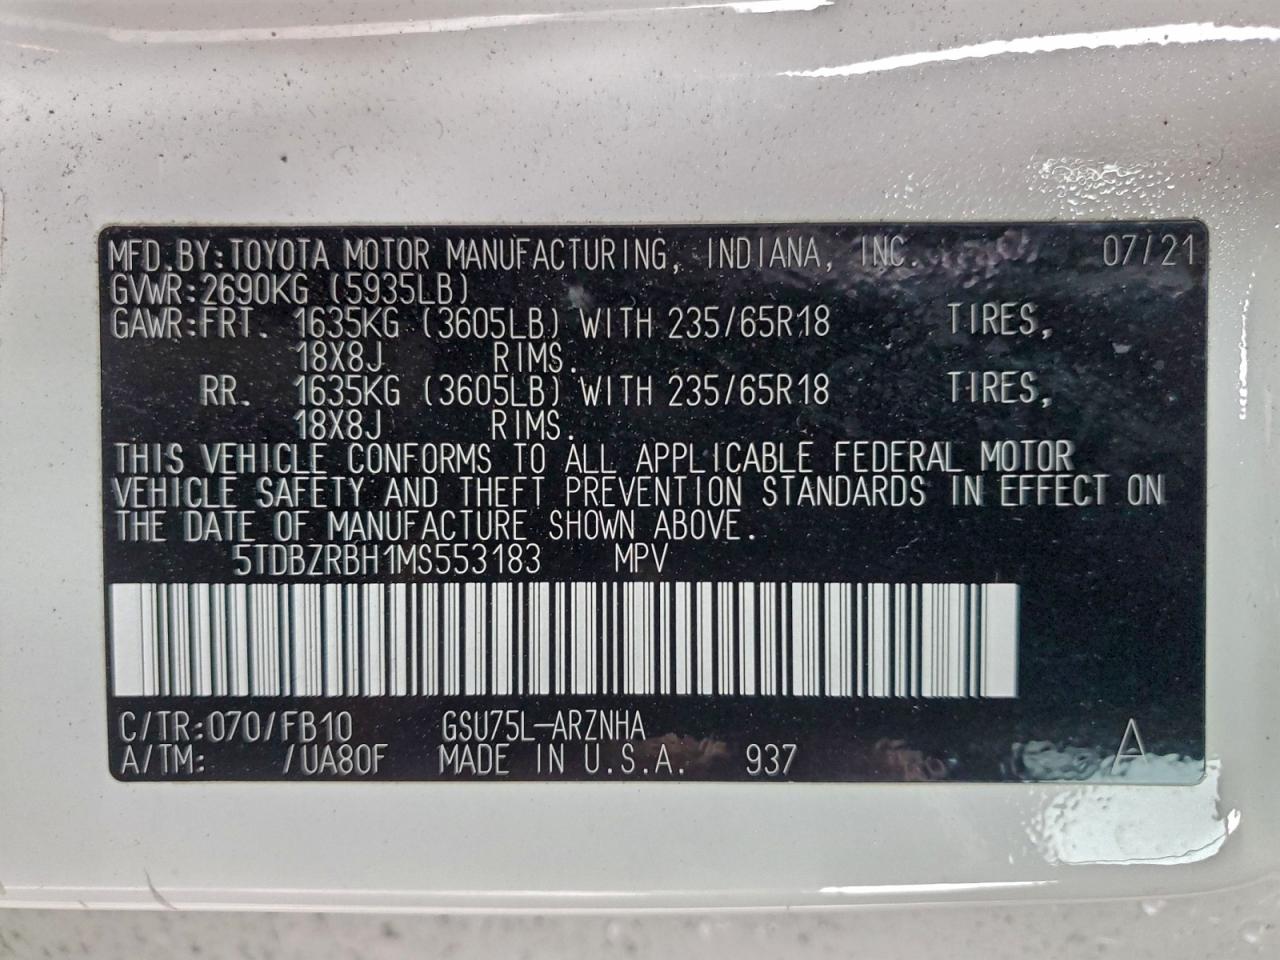 MFD.BY:TOYOTA MOTOR MANUFACTURING, INDIANA, INC. 07/21
GVWR:2690KG (5935LB)
GAWR:FRT. 1635KG (3605LB) WITH 235/65R18 TIRES,
18X8J RIMS.
RR. 1635KG (3605LB) WITH 235/65R18 TIRES,
18X8J RIMS.
THIS VEHICLE CONFORMS TO ALL APPLICABLE FEDERAL MOTOR
VEHICLE SAFETY AND THEFT PREVENTION STANDARDS IN EFFECT ON
THE DATE OF MANUFACTURE SHOWN ABOVE.
5TDBZRBH1MS553183 MPV
C/TR:070/FB10 GSU75L-ARZNHA
A/TM: /UA80F MADE IN U.S.A. 937 A